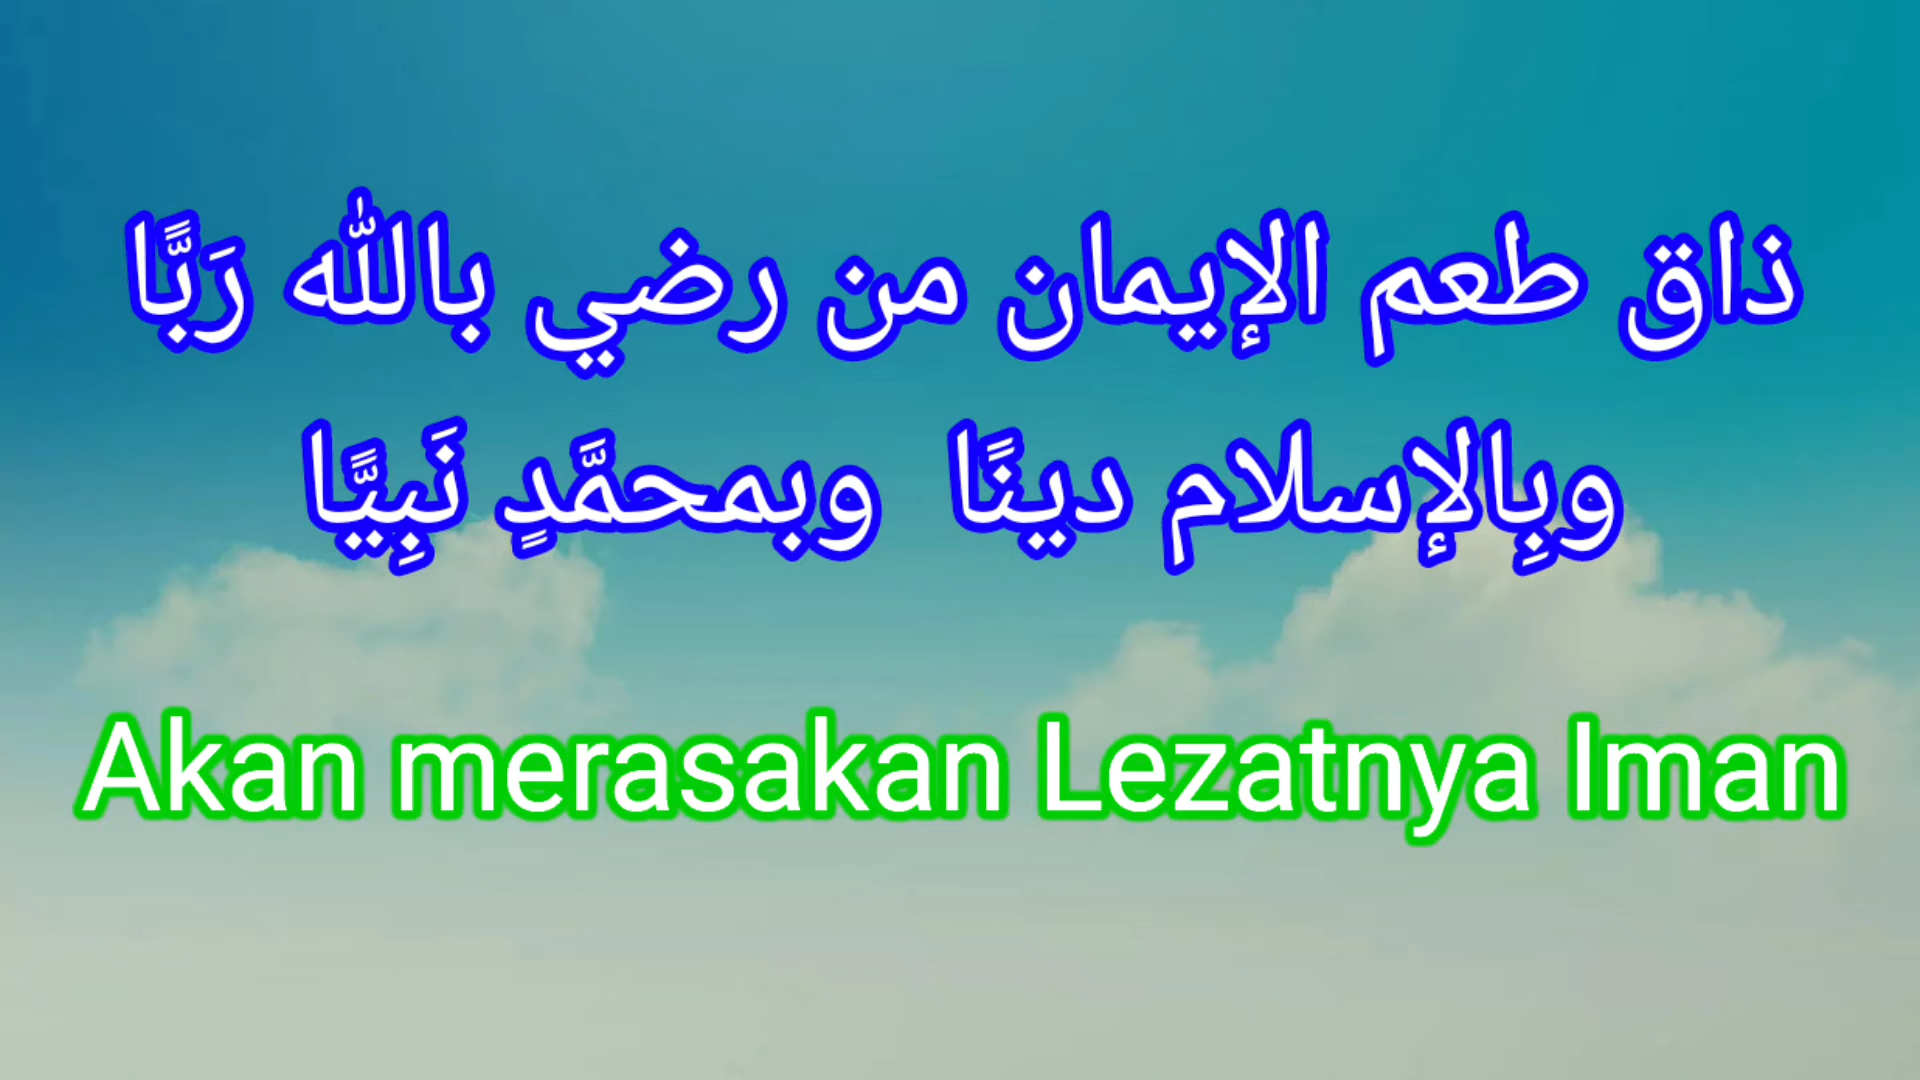 ذاق طعم الإيمان من رضي بالله رَبًّا
وبِالإسلام دينًا وبمحمَّدٍ نَبِيًّا
Akan merasakan Lezatnya Iman